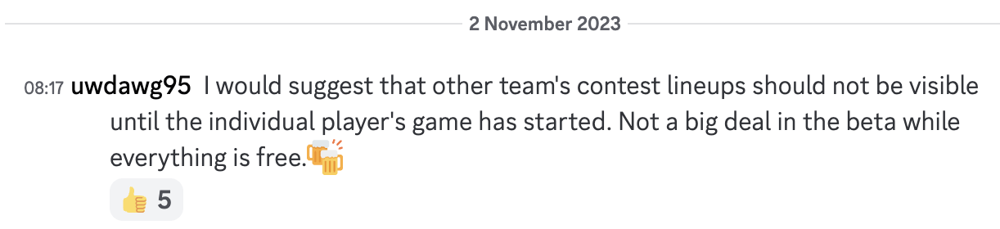 2 November 2023
08:17 uwdawg95 I would suggest that other team's contest lineups should not be visible
until the individual player's game has started. Not a big deal in the beta while
everything is free.🍻
👍 5